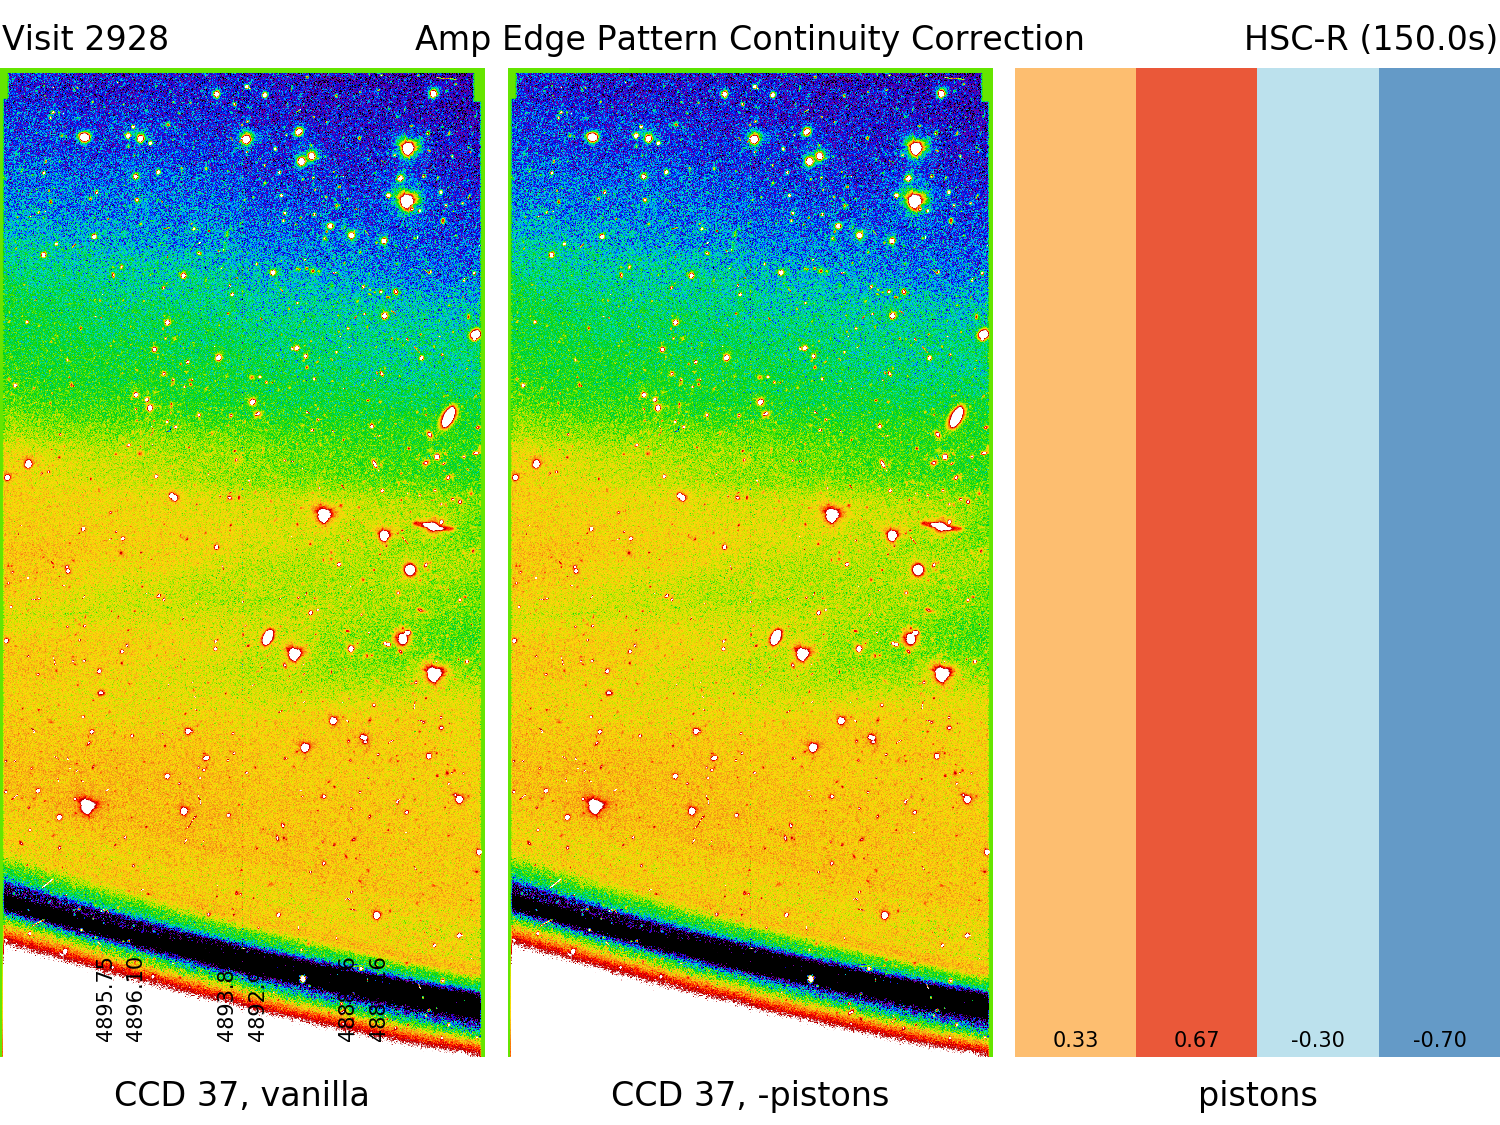 Visit 2928 Amp Edge Pattern Continuity Correction HSC-R (150.0s)
4895.75
4896.10
0.33 0.67 -0.30 -0.70
CCD 37, vanilla CCD 37, -pistons pistons